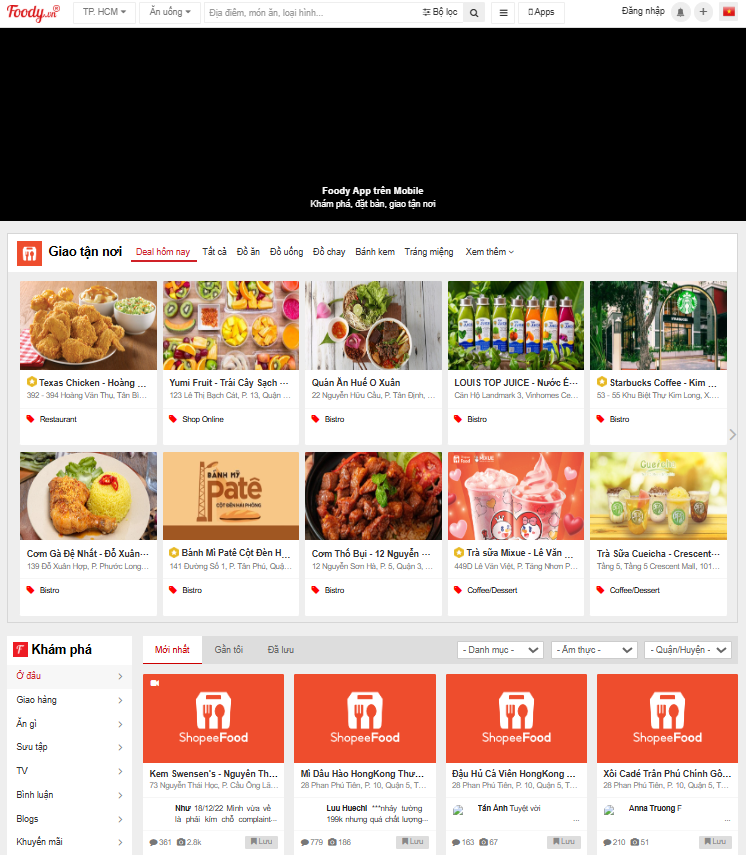 Foody.vn
TP. HCM
Ăn uống
Địa điểm, món ăn, loại hình...
Bộ lọc
Apps
Đăng nhập
Foody App trên Mobile
Khám phá, đặt bàn, giao tận nơi
Giao tận nơi
Deal hôm nay
Tất cả
Đồ ăn
Đồ uống
Đồ chay
Bánh kem
Tráng miệng
Xem thêm
Texas Chicken - Hoàng ...
392 - 394 Hoàng Văn Thụ, Tân Bì...
Restaurant
Yumi Fruit - Trái Cây Sạch ...
123 Lê Thị Bạch Cát, P. 13, Quận ...
Shop Online
Quán Ăn Huế O Xuân
22 Nguyễn Hữu Cầu, P. Tân Định, ...
Bistro
LOUIS TOP JUICE - Nước É...
Căn Hộ Landmark 3, Vinhomes Ce...
Bistro
STARBUCKS
Starbucks Coffee - Kim ...
53 - 55 Khu Biệt Thự Kim Long, X...
Bistro
Cơm Gà Đệ Nhất - Đỗ Xuân...
139 Đỗ Xuân Hợp, P. Phước Long...
Bistro
BÁNH MỲ
Patê
CỘT ĐÈN HẢI PHÒNG
Bánh Mì Patê Cột Đèn H...
141 Đường Số 1, P. Tân Phú, Quậ...
Bistro
Cơm Thố Bụi - 12 Nguyễn ...
12 Nguyễn Sơn Hà, P. 5, Quận 3, ...
Bistro
MIXUE
Trà sữa Mixue - Lê Văn ...
449D Lê Văn Việt, P. Tăng Nhơn P...
Coffee/Dessert
Trà Sữa Cueicha - Crescent...
Tầng 5, Tầng 5 Crescent Mall, 101...
Coffee/Dessert
Khám phá
Ở đâu
Giao hàng
Ăn gì
Sưu tập
TV
Bình luận
Blogs
Khuyến mãi
Mới nhất
Gần tôi
Đã lưu
- Danh mục -
- Ẩm thực -
- Quận/Huyện -
ShopeeFood
Kem Swensen's - Nguyễn Th...
73 Nguyễn Thái Học, P. Cầu Ông Lã...
Như 18/12/22 Mình vừa về
là phải kím chỗ complaint...
361
2.8k
Lưu
ShopeeFood
Mì Dầu Hào HongKong Thư...
28 Phan Phú Tiên, P. 10, Quận 5, T...
Luu Huechi ***nhảy tường
199k nhưng quá chất lượng...
779
186
Lưu
ShopeeFood
Đậu Hủ Cá Viên HongKong ...
28 Phan Phú Tiên, P. 10, Quận 5, T...
Tấn Ảnh Tuyệt vời
...
163
67
Lưu
ShopeeFood
Xôi Cadé Trân Phú Chính Gố...
28 Phan Phú Tiên, P. 10, Quận 5, T...
Anna Truong F
...
210
51
Lưu